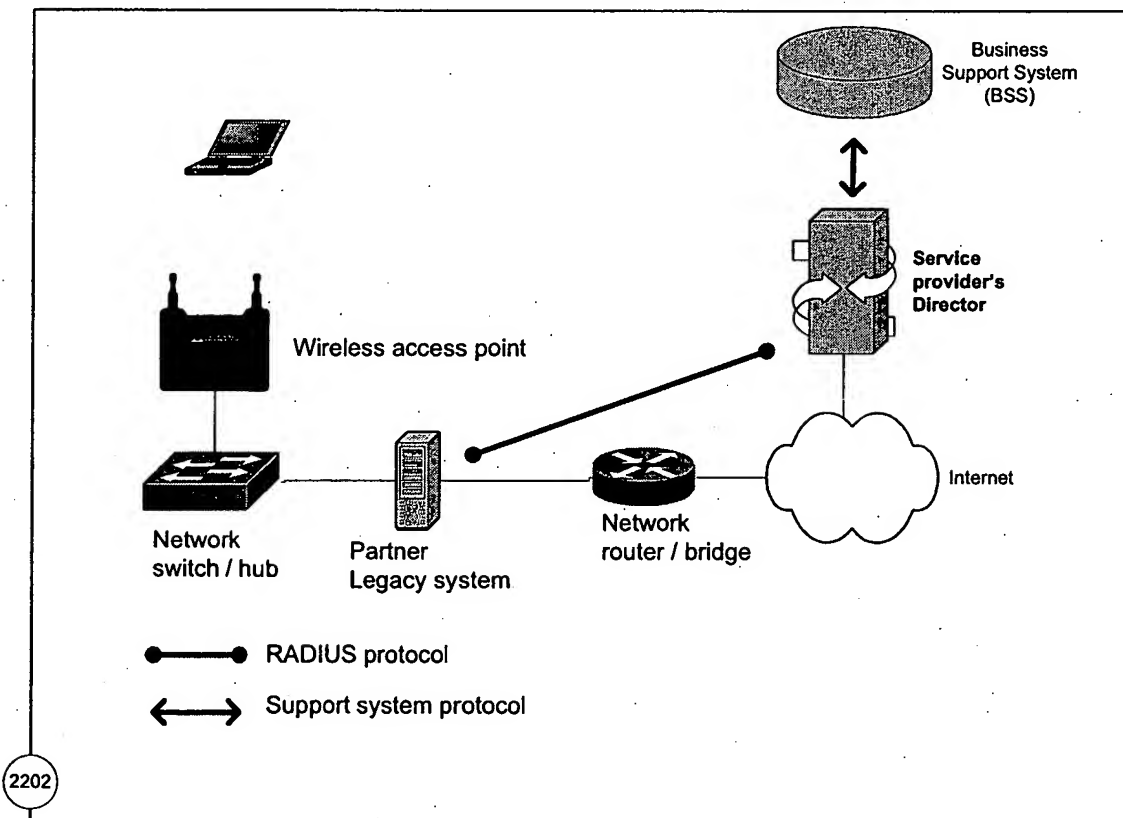 Business
Support System
(BSS)
Service
provider's
Director
Wireless access point
Internet
Network
switch / hub
Partner
Legacy system
Network
router / bridge
RADIUS protocol
Support system protocol
2202